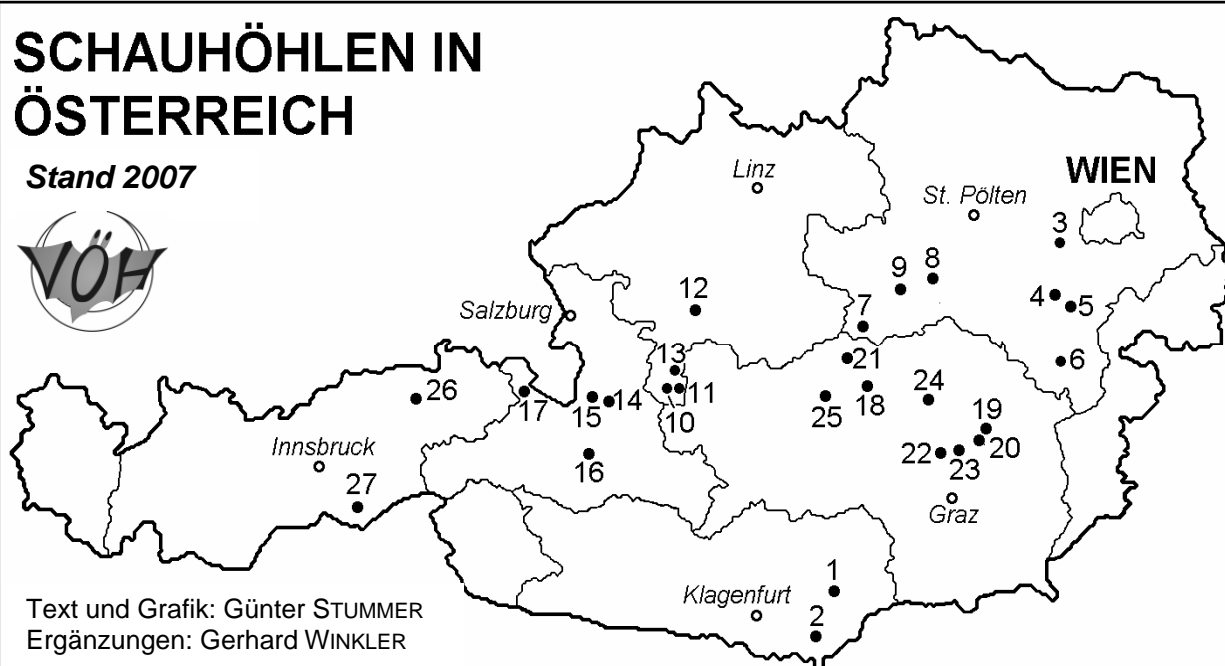 SCHAUHÖHLEN IN
ÖSTERREICH
Stand 2007
VÖH
Linz
WIEN
St. Pölten
3
9
8
4
5
12
7
Salzburg
13
21
6
26
17
15
14
11
10
25
18
24
19
20
Innsbruck
16
22
23
27
Graz
1
Klagenfurt
2
Text und Grafik: Günter STUMMER
Ergänzungen: Gerhard WINKLER